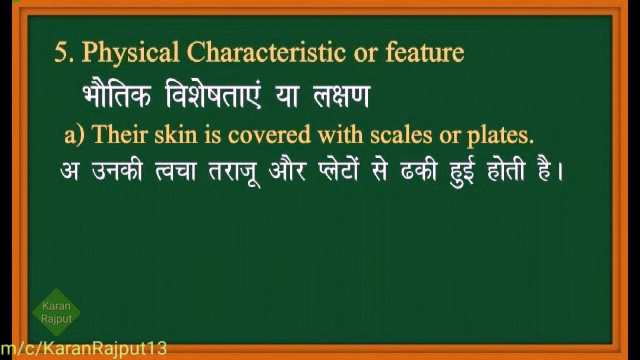 5. Physical Characteristic or feature
भौतिक विशेषताएं या लक्षण
a) Their skin is covered with scales or plates.
अ उनकी त्वचा तराजू और प्लेटों से ढकी हुई होती है।
Karan
Rajput
m/c/KaranRajput13